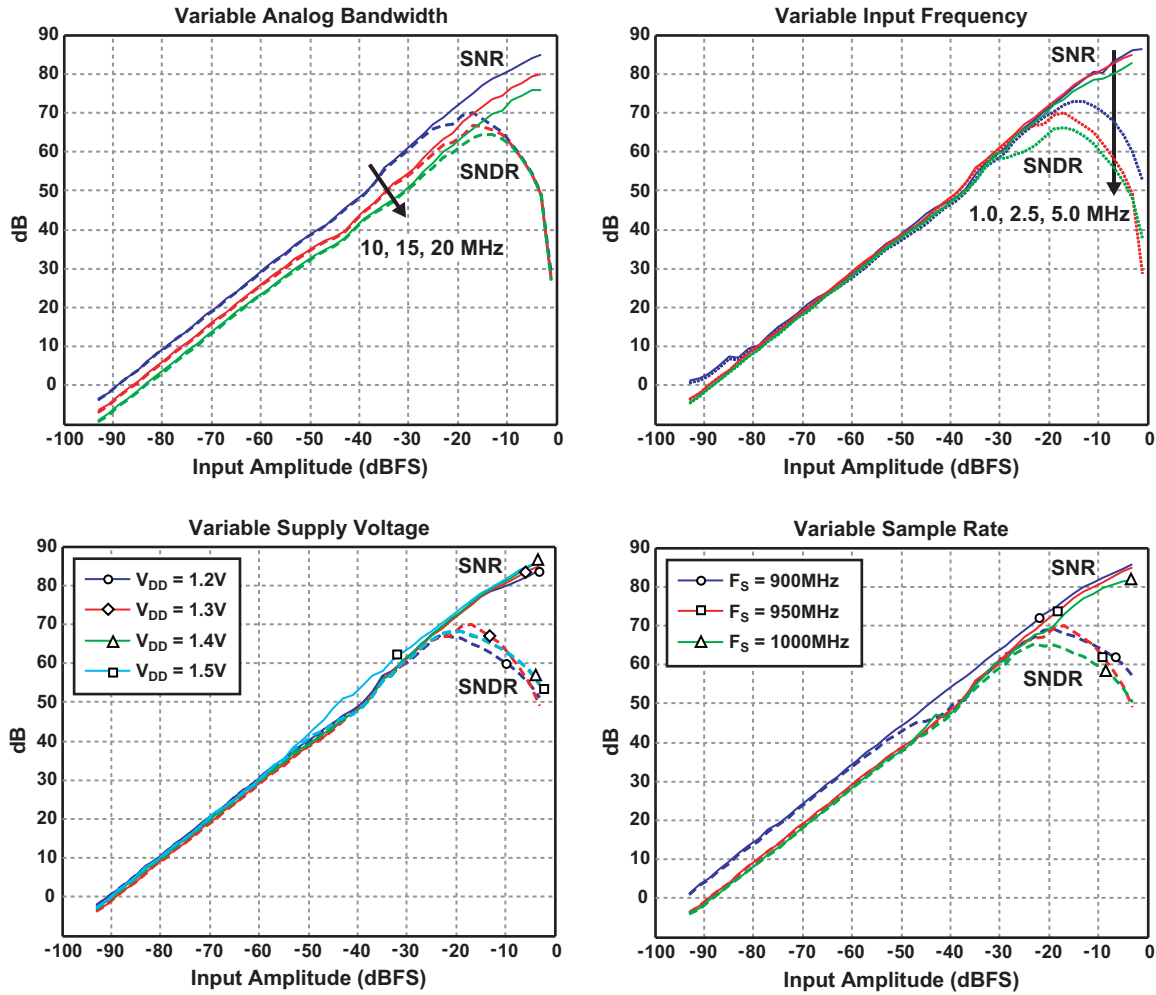 Variable Analog Bandwidth
90
80
70
60
50
40
30
20
10
0
dB
SNR
SNDR
10, 15, 20 MHz
-100 -90 -80 -70 -60 -50 -40 -30 -20 -10 0
Input Amplitude (dBFS)
Variable Input Frequency
90
80
70
60
50
40
30
20
10
0
dB
SNR
SNDR
1.0, 2.5, 5.0 MHz
-100 -90 -80 -70 -60 -50 -40 -30 -20 -10 0
Input Amplitude (dBFS)
Variable Supply Voltage
90
80
70
60
50
40
30
20
10
0
dB
VDD = 1.2V
VDD = 1.3V
VDD = 1.4V
VDD = 1.5V
SNR
SNDR
-100 -90 -80 -70 -60 -50 -40 -30 -20 -10 0
Input Amplitude (dBFS)
Variable Sample Rate
90
80
70
60
50
40
30
20
10
0
dB
FS = 900MHz
FS = 950MHz
FS = 1000MHz
SNR
SNDR
-100 -90 -80 -70 -60 -50 -40 -30 -20 -10 0
Input Amplitude (dBFS)